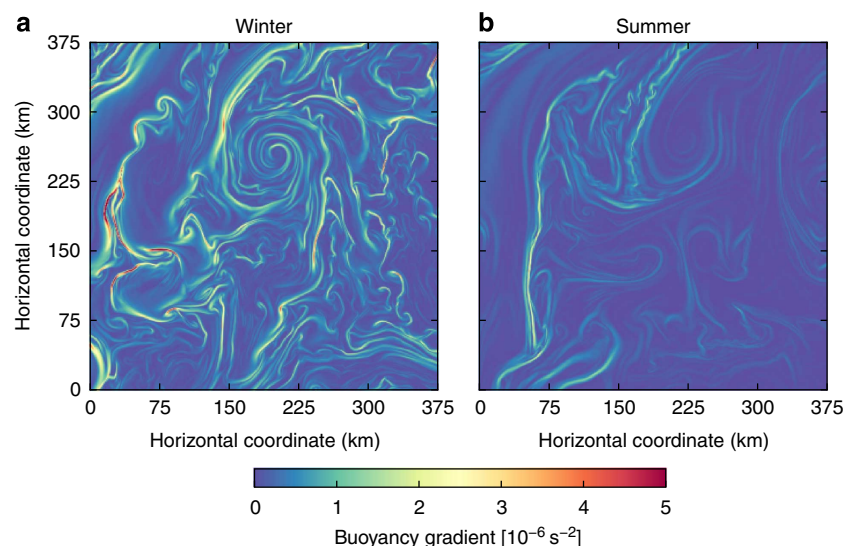 a Winter
b Summer
Horizontal coordinate (km)
375
300
225
150
75
0
0 75 150 225 300 375
0 75 150 225 300 375
Horizontal coordinate (km)
Horizontal coordinate (km)
0 1 2 3 4 5
Buoyancy gradient [10⁻⁶ s⁻²]